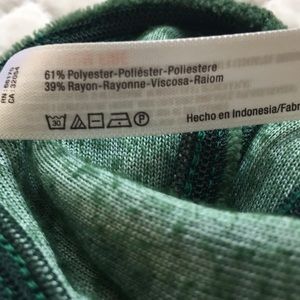 61% Polyester-Poliéster-Poliestere
39% Rayon-Rayonne-Viscosa-Raiom
Hecho en Indonesia/Fabr